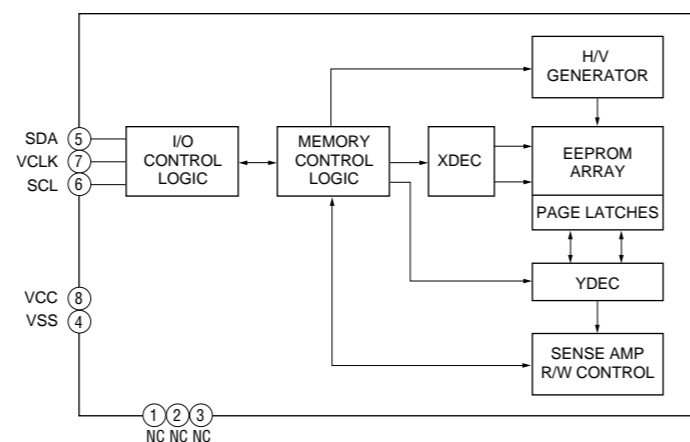 H/V
GENERATOR
SDA 5
VCLK 7
SCL 6
I/O
CONTROL
LOGIC
MEMORY
CONTROL
LOGIC
XDEC
EEPROM
ARRAY
PAGE LATCHES
YDEC
VCC 8
VSS 4
SENSE AMP
R/W CONTROL
1 2 3
NC NC NC